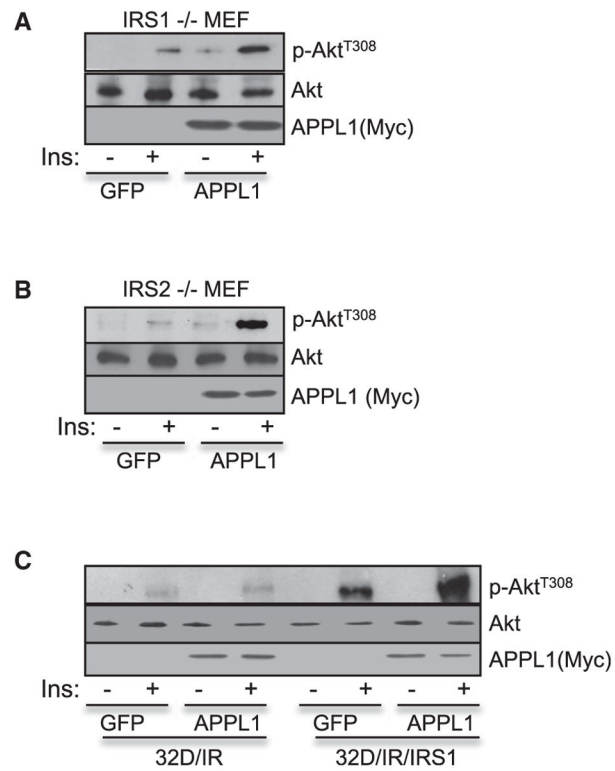 A
IRS1 -/- MEF
p-AktT308
Akt
APPL1(Myc)
Ins: - + - +
GFP APPL1
B
IRS2 -/- MEF
p-AktT308
Akt
APPL1 (Myc)
Ins: - + - +
GFP APPL1
C
p-AktT308
Akt
APPL1(Myc)
Ins: - + - + - + - +
GFP APPL1 GFP APPL1
32D/IR 32D/IR/IRS1